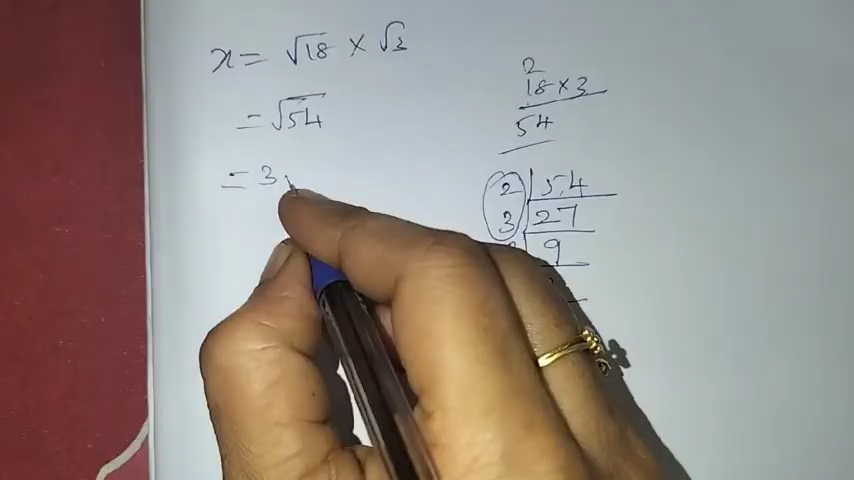 x = √18 × √3
= √54
= 3
2
18 × 3
54
2 | 54
3 | 27
9